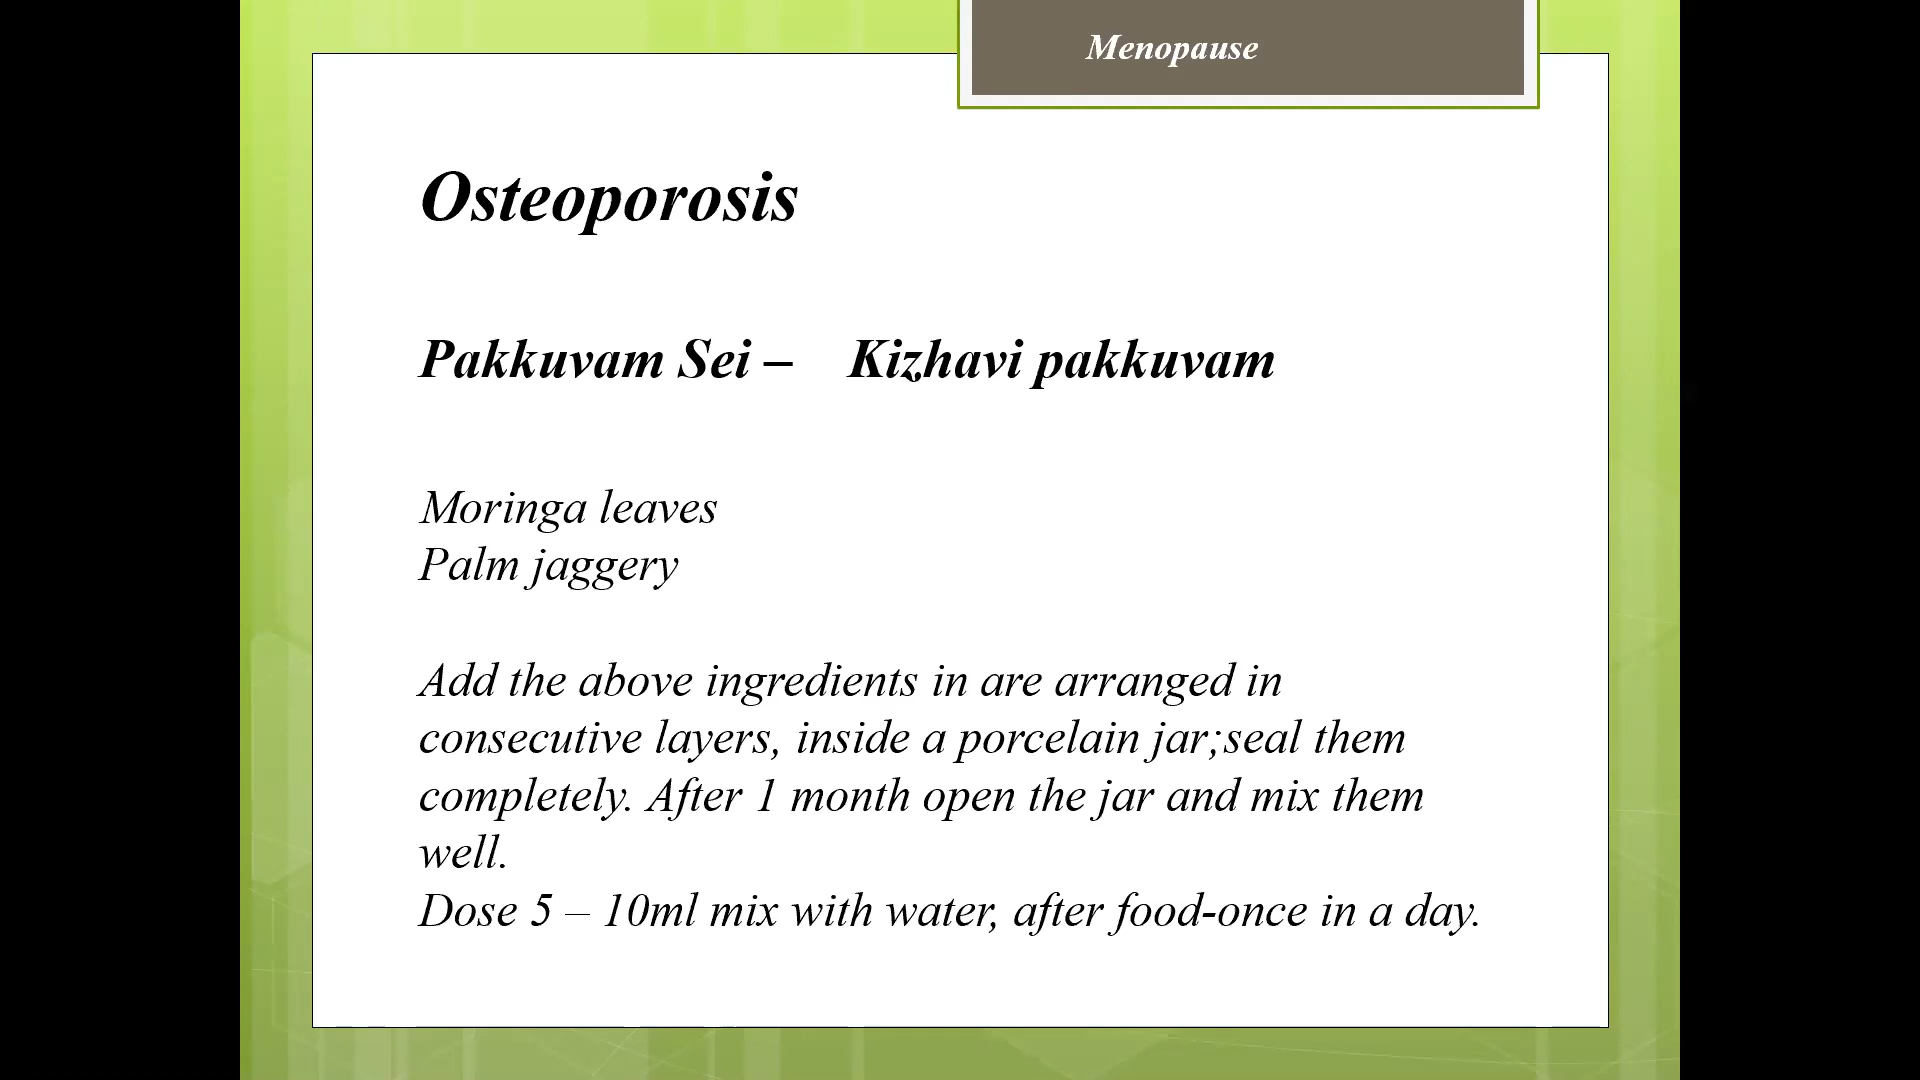 Menopause
Osteoporosis
Pakkuvam Sei – Kizhavi pakkuvam
Moringa leaves
Palm jaggery
Add the above ingredients in are arranged in
consecutive layers, inside a porcelain jar;seal them
completely. After 1 month open the jar and mix them
well.
Dose 5 – 10ml mix with water, after food-once in a day.